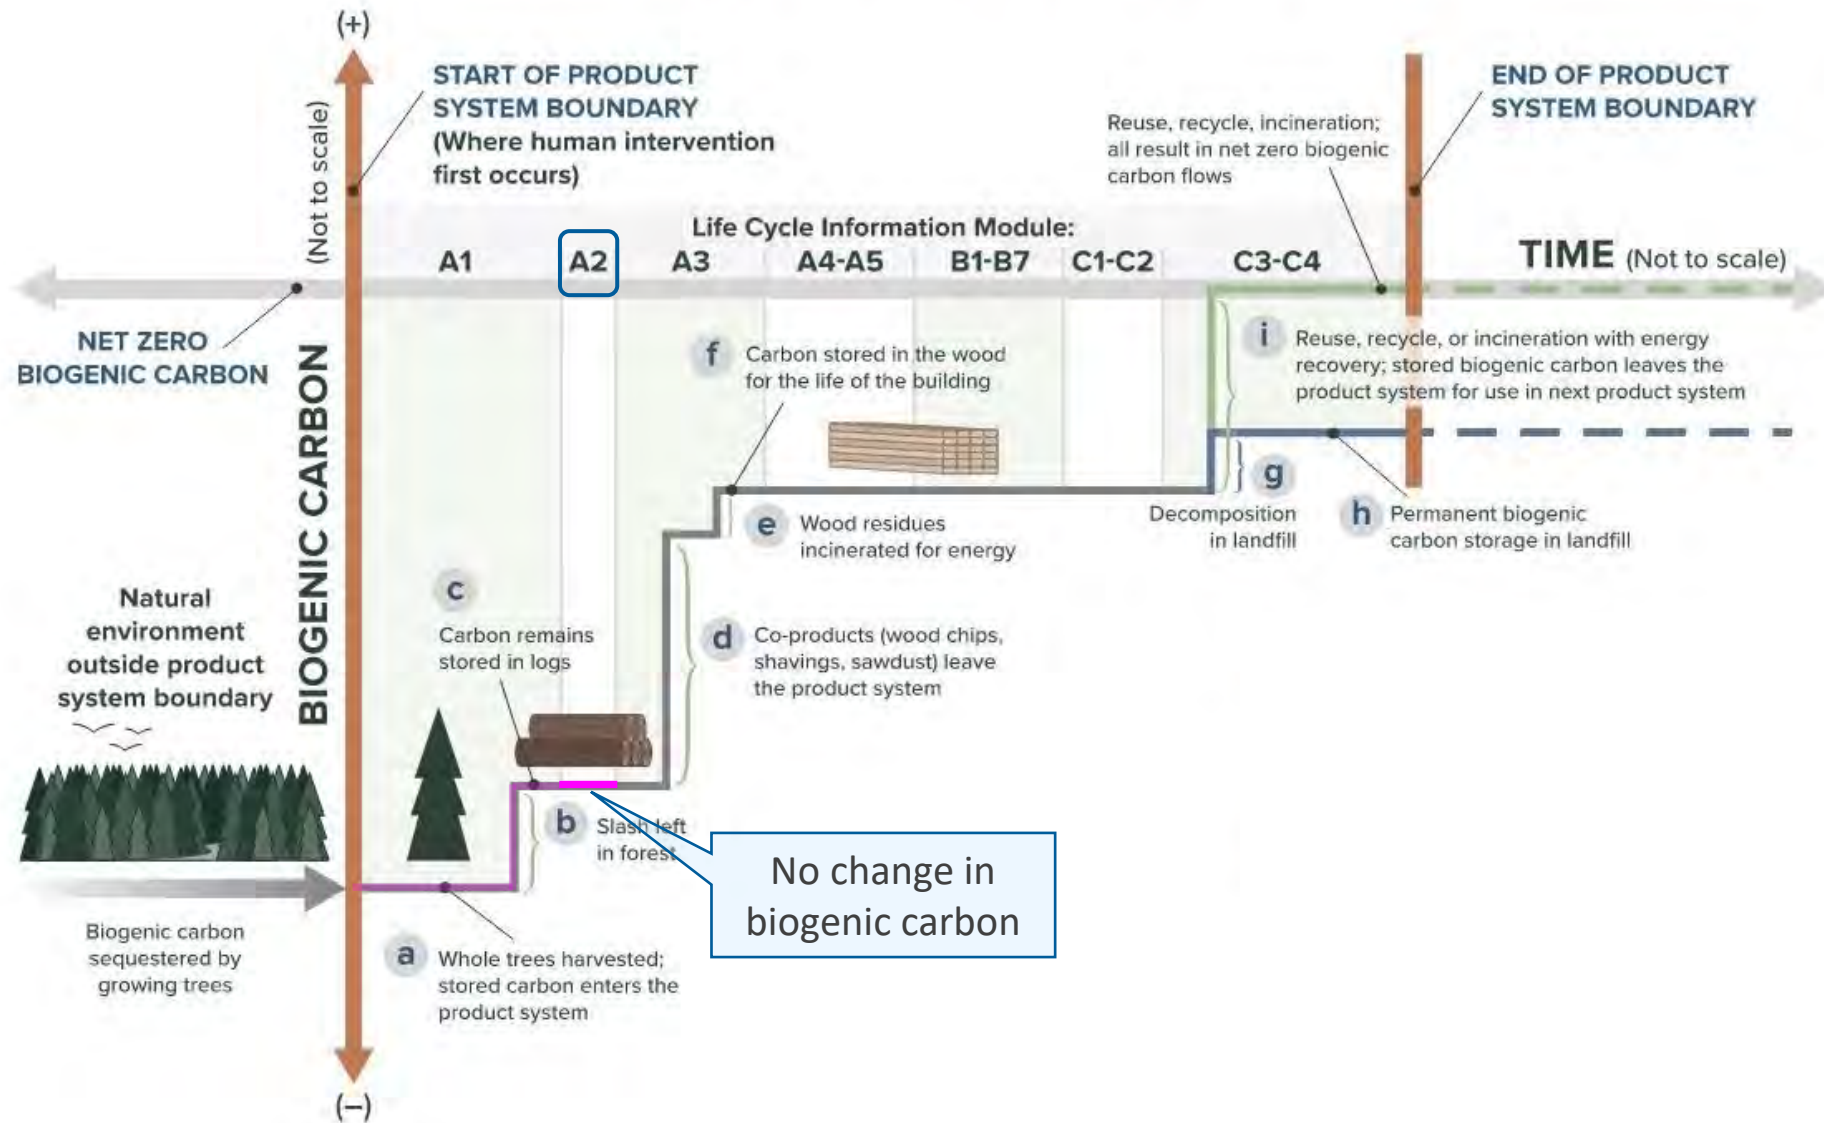 (+)
START OF PRODUCT
SYSTEM BOUNDARY
(Where human intervention
first occurs)
(Not to scale)
END OF PRODUCT
SYSTEM BOUNDARY
Reuse, recycle, incineration;
all result in net zero biogenic
carbon flows
Life Cycle Information Module:
A1
A2
A3
A4-A5
B1-B7
C1-C2
C3-C4
TIME (Not to scale)
NET ZERO
BIOGENIC CARBON
BIOGENIC CARBON
f
Carbon stored in the wood
for the life of the building
i
Reuse, recycle, or incineration with energy
recovery; stored biogenic carbon leaves the
product system for use in next product system
g
Decomposition
in landfill
h
Permanent biogenic
carbon storage in landfill
e
Wood residues
incinerated for energy
Natural
environment
outside product
system boundary
c
Carbon remains
stored in logs
d
Co-products (wood chips,
shavings, sawdust) leave
the product system
b
Slash left
in forest
No change in
biogenic carbon
Biogenic carbon
sequestered by
growing trees
a
Whole trees harvested;
stored carbon enters the
product system
(−)